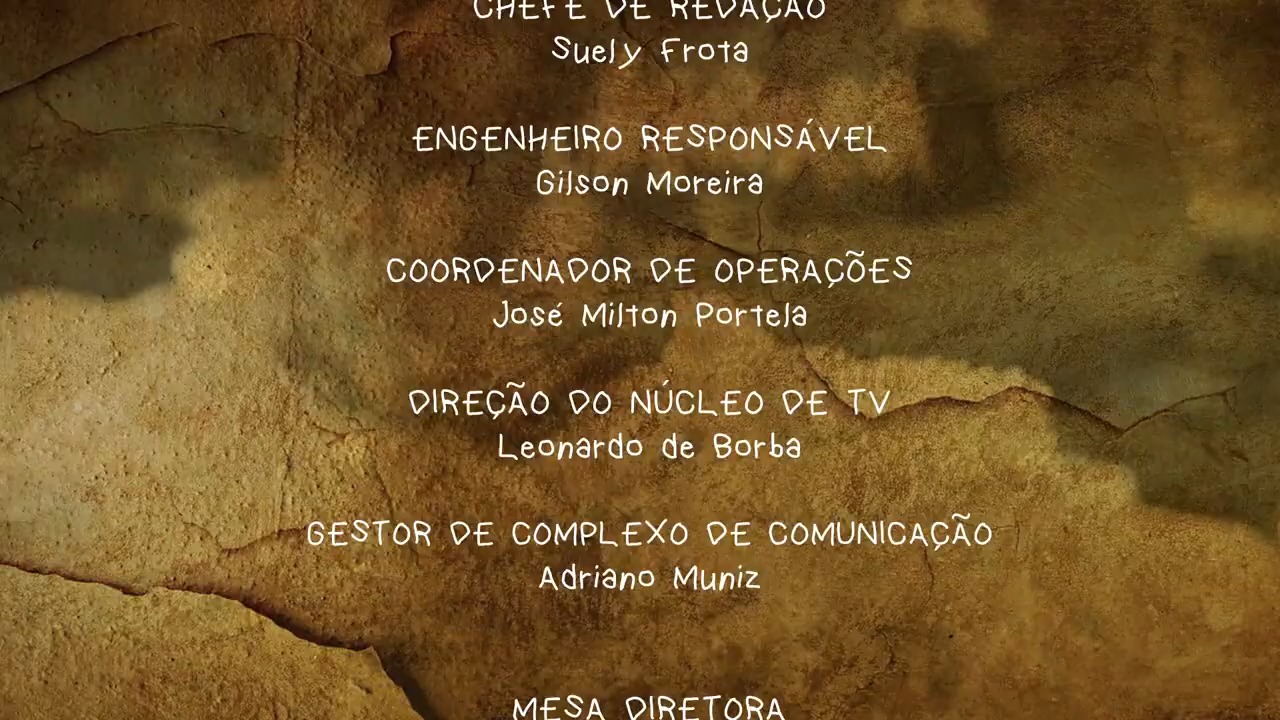 CHEFE DE REDAÇÃO
Suely Frota
ENGENHEIRO RESPONSÁVEL
Gilson Moreira
COORDENADOR DE OPERAÇÕES
José Milton Portela
DIREÇÃO DO NÚCLEO DE TV
Leonardo de Borba
GESTOR DE COMPLEXO DE COMUNICAÇÃO
Adriano Muniz
MESA DIRETORA